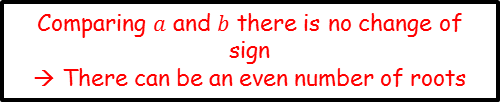 Comparing 𝑎 and 𝑏 there is no change of
sign
→ There can be an even number of roots